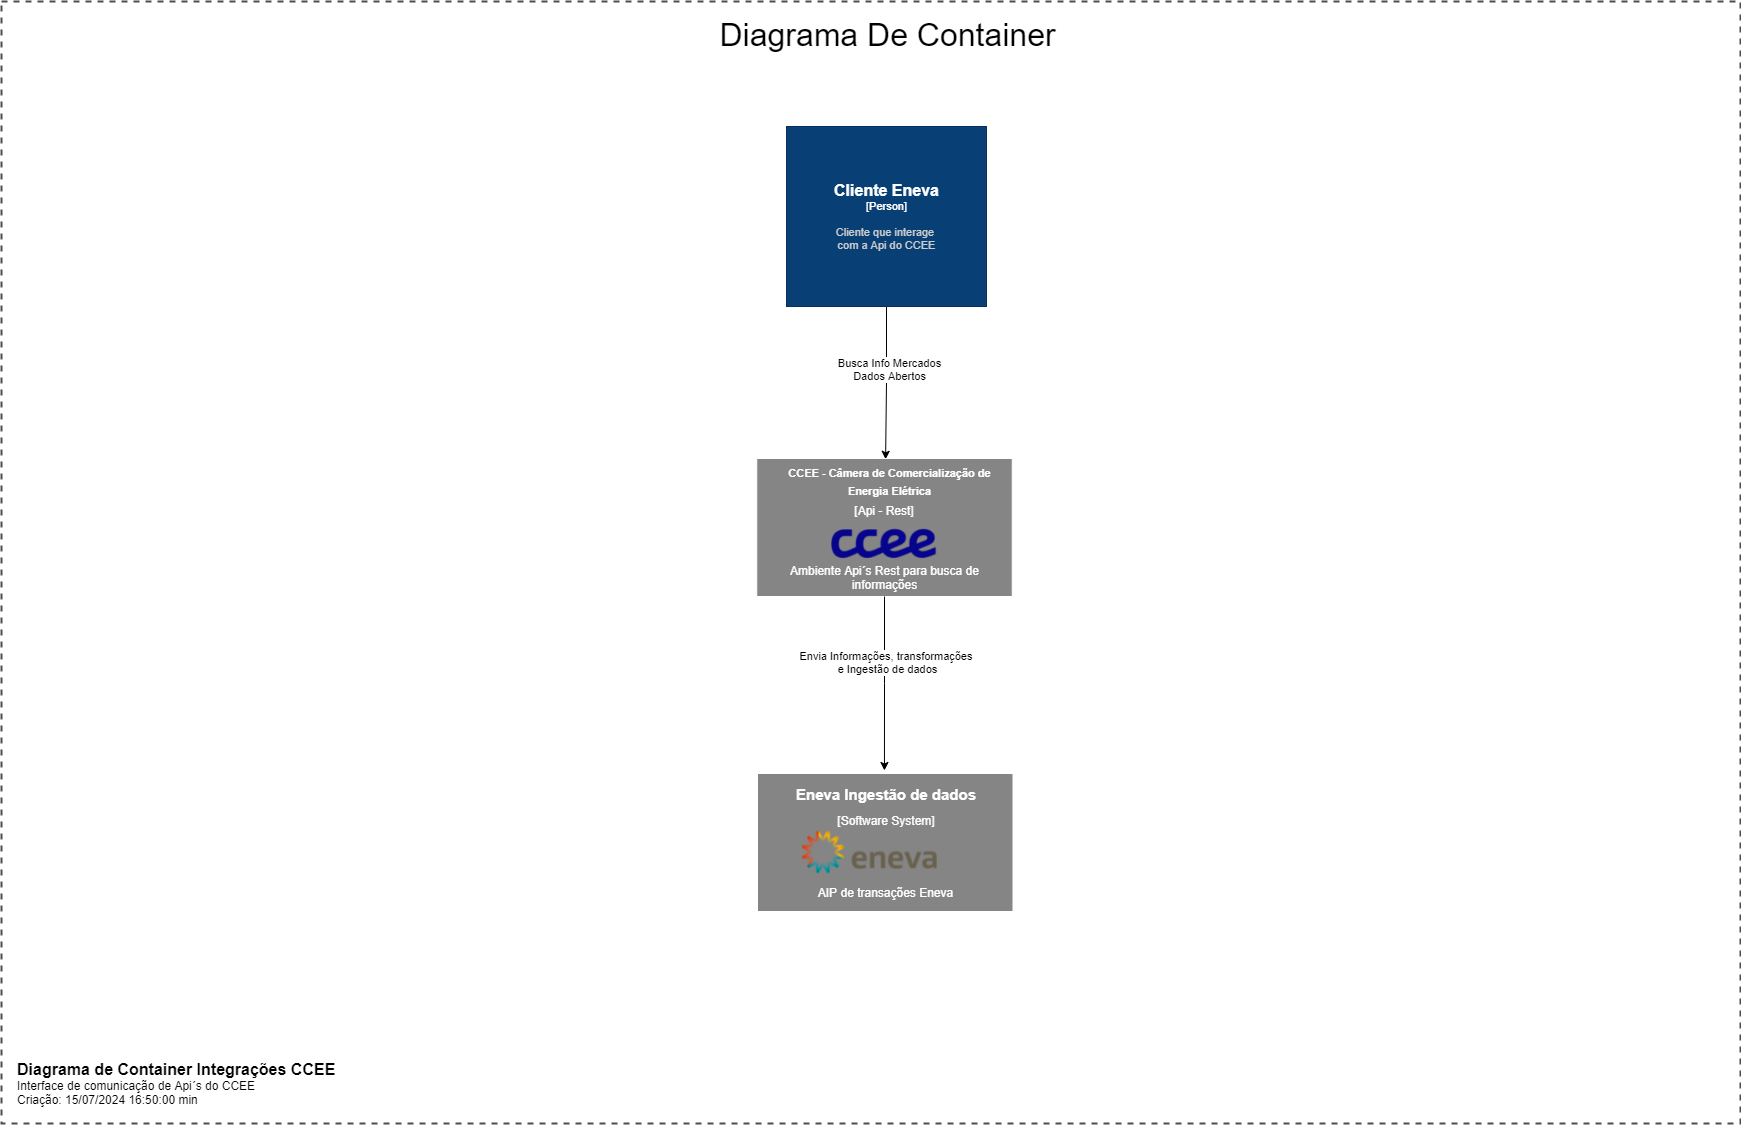 Diagrama De Container
Cliente Eneva
[Person]
Cliente que interage
com a Api do CCEE
Busca Info Mercados
Dados Abertos
CCEE - Câmera de Comercialização de
Energia Elétrica
[Api - Rest]
ccee
Ambiente Api´s Rest para busca de
informações
Envia Informações, transformações
e Ingestão de dados
Eneva Ingestão de dados
[Software System]
eneva
AIP de transações Eneva
Diagrama de Container Integrações CCEE
Interface de comunicação de Api´s do CCEE
Criação: 15/07/2024 16:50:00 min